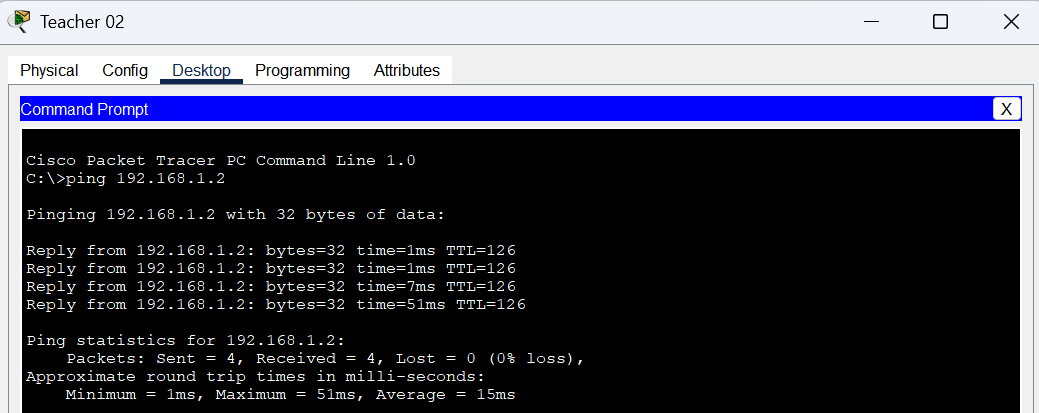 Teacher 02
Physical Config Desktop Programming Attributes
Command Prompt X
Cisco Packet Tracer PC Command Line 1.0
C:\>ping 192.168.1.2
Pinging 192.168.1.2 with 32 bytes of data:
Reply from 192.168.1.2: bytes=32 time=1ms TTL=126
Reply from 192.168.1.2: bytes=32 time=1ms TTL=126
Reply from 192.168.1.2: bytes=32 time=7ms TTL=126
Reply from 192.168.1.2: bytes=32 time=51ms TTL=126
Ping statistics for 192.168.1.2:
Packets: Sent = 4, Received = 4, Lost = 0 (0% loss),
Approximate round trip times in milli-seconds:
Minimum = 1ms, Maximum = 51ms, Average = 15ms